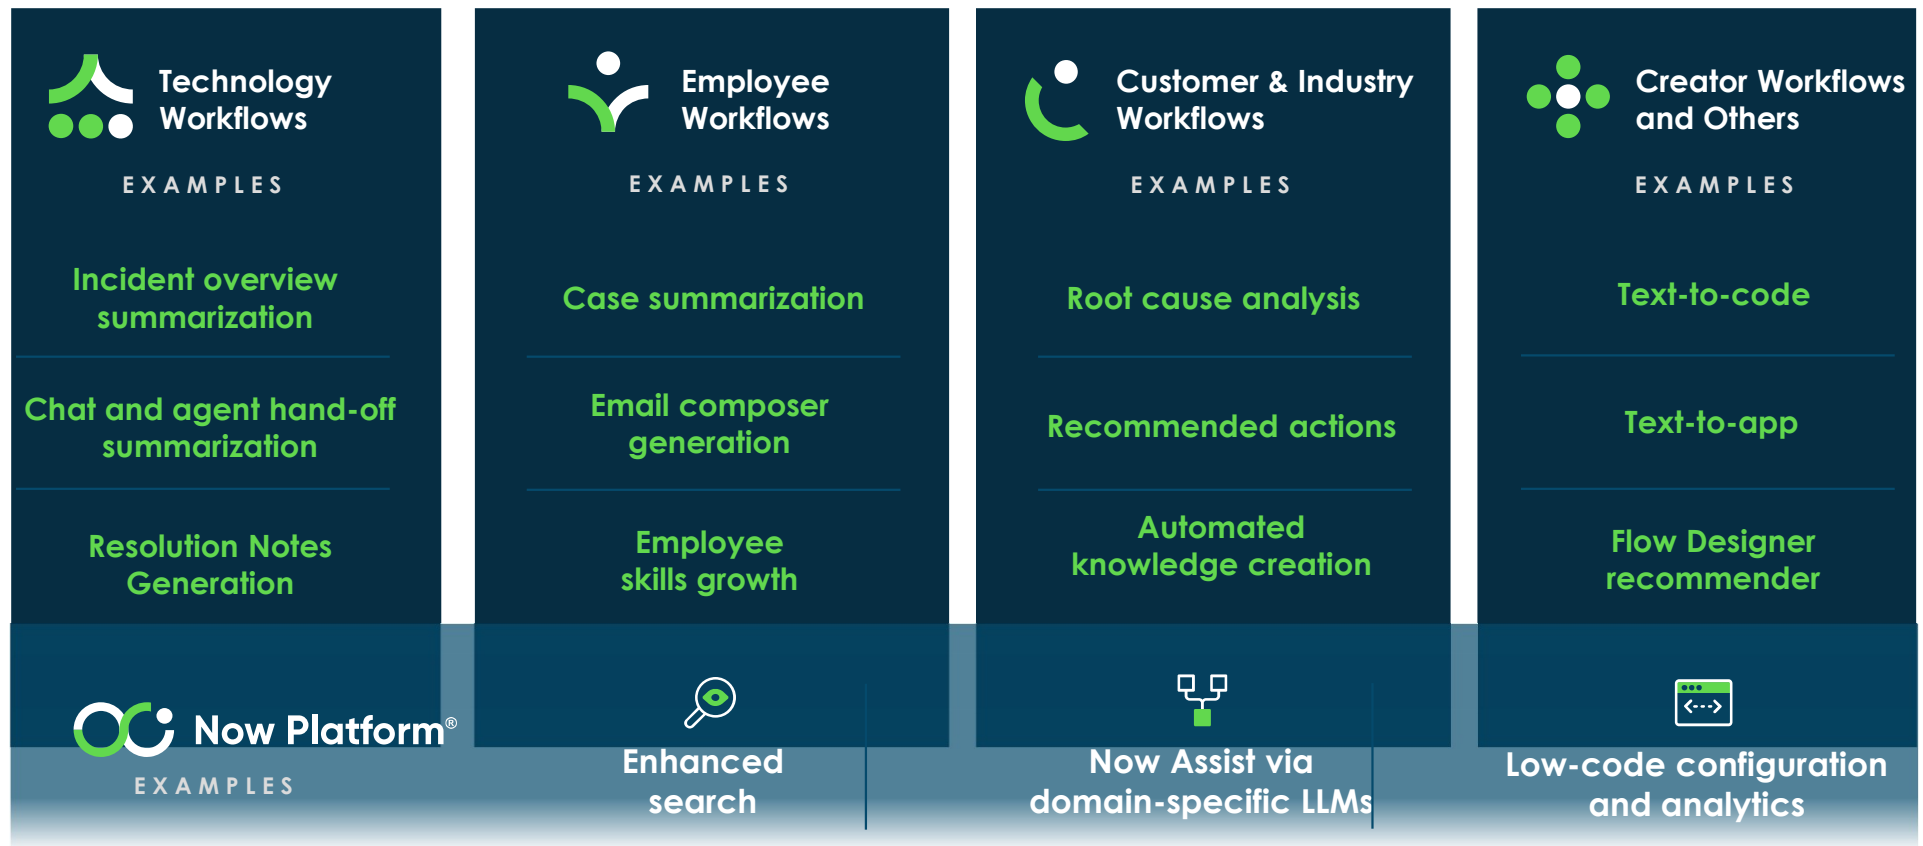 Technology
Workflows
EXAMPLES
Incident overview
summarization
Chat and agent hand-off
summarization
Resolution Notes
Generation
Employee
Workflows
EXAMPLES
Case summarization
Email composer
generation
Employee
skills growth
Customer & Industry
Workflows
EXAMPLES
Root cause analysis
Recommended actions
Automated
knowledge creation
Creator Workflows
and Others
EXAMPLES
Text-to-code
Text-to-app
Flow Designer
recommender
Now Platform®
EXAMPLES
Enhanced
search
Now Assist via
domain-specific LLMs
Low-code configuration
and analytics